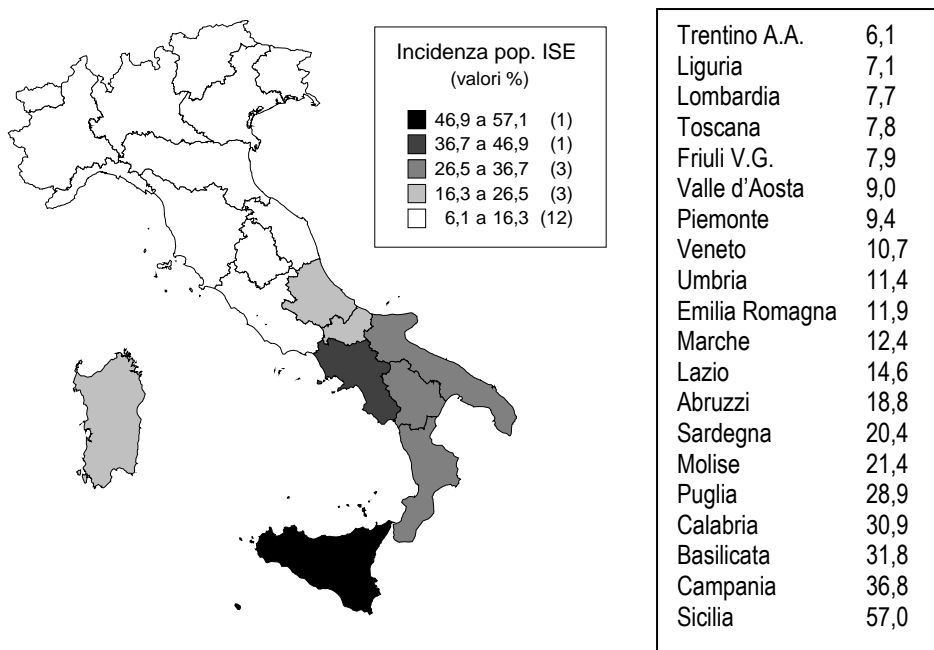 Incidenza pop. ISE
(valori %)
46,9 a 57,1 (1)
36,7 a 46,9 (1)
26,5 a 36,7 (3)
16,3 a 26,5 (3)
6,1 a 16,3 (12)
Trentino A.A. 6,1
Liguria 7,1
Lombardia 7,7
Toscana 7,8
Friuli V.G. 7,9
Valle d'Aosta 9,0
Piemonte 9,4
Veneto 10,7
Umbria 11,4
Emilia Romagna 11,9
Marche 12,4
Lazio 14,6
Abruzzi 18,8
Sardegna 20,4
Molise 21,4
Puglia 28,9
Calabria 30,9
Basilicata 31,8
Campania 36,8
Sicilia 57,0